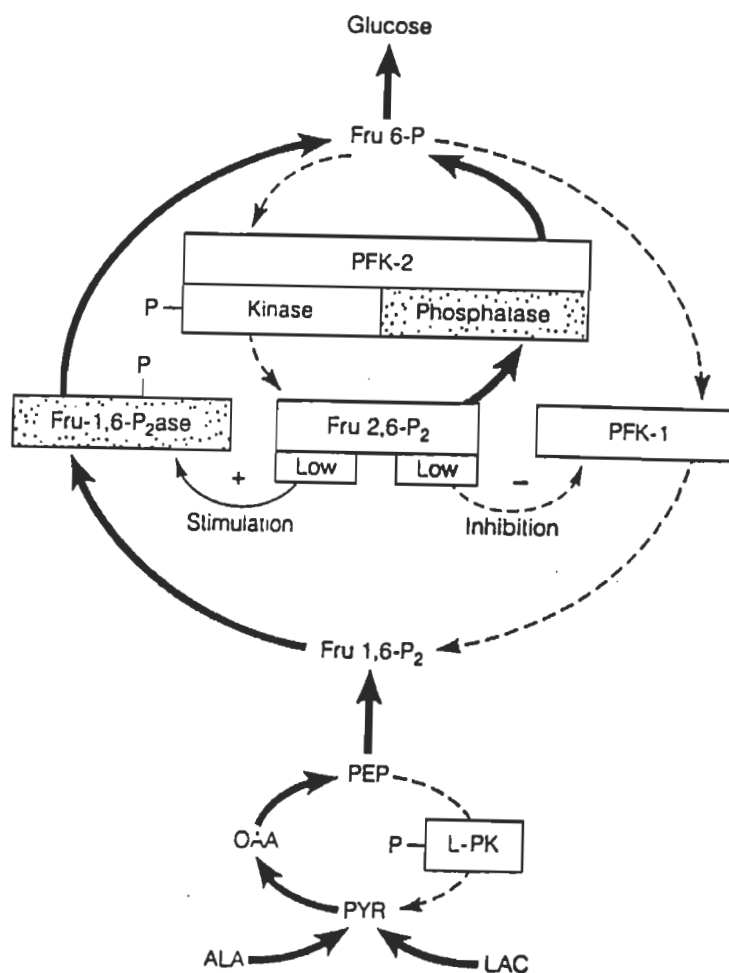 Glucose
Fru 6-P
PFK-2
P
Kinase
Phosphatase
P
Fru-1,6-P₂ase
Fru 2,6-P₂
PFK-1
Low
Low
+
−
Stimulation
Inhibition
Fru 1,6-P₂
PEP
OAA
P
L-PK
PYR
ALA
LAC